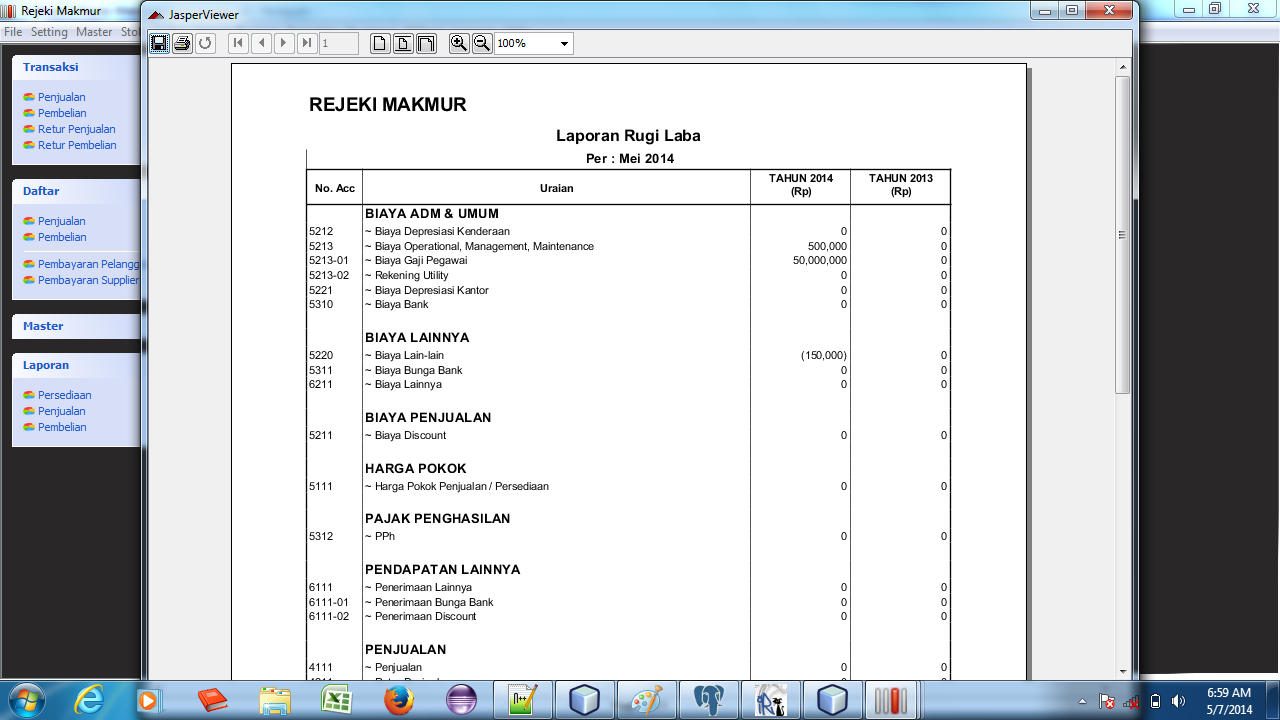 Rejeki Makmur
JasperViewer
File Setting Master Sto
1
100%
Transaksi
Penjualan
Pembelian
Retur Penjualan
Retur Pembelian
Daftar
Penjualan
Pembelian
Pembayaran Pelangg
Pembayaran Supplier
Master
Laporan
Persediaan
Penjualan
Pembelian
REJEKI MAKMUR
Laporan Rugi Laba
Per : Mei 2014
No. Acc Uraian TAHUN 2014 (Rp) TAHUN 2013 (Rp)
BIAYA ADM & UMUM
5212 ~ Biaya Depresiasi Kenderaan 0 0
5213 ~ Biaya Operational, Management, Maintenance 500,000 0
5213-01 ~ Biaya Gaji Pegawai 50,000,000 0
5213-02 ~ Rekening Utility 0 0
5221 ~ Biaya Depresiasi Kantor 0 0
5310 ~ Biaya Bank 0 0
BIAYA LAINNYA
5220 ~ Biaya Lain-lain (150,000) 0
5311 ~ Biaya Bunga Bank 0 0
6211 ~ Biaya Lainnya 0 0
BIAYA PENJUALAN
5211 ~ Biaya Discount 0 0
HARGA POKOK
5111 ~ Harga Pokok Penjualan / Persediaan 0 0
PAJAK PENGHASILAN
5312 ~ PPh 0 0
PENDAPATAN LAINNYA
6111 ~ Penerimaan Lainnya 0 0
6111-01 ~ Penerimaan Bunga Bank 0 0
6111-02 ~ Penerimaan Discount 0 0
PENJUALAN
4111 ~ Penjualan 0 0
6:59 AM
5/7/2014